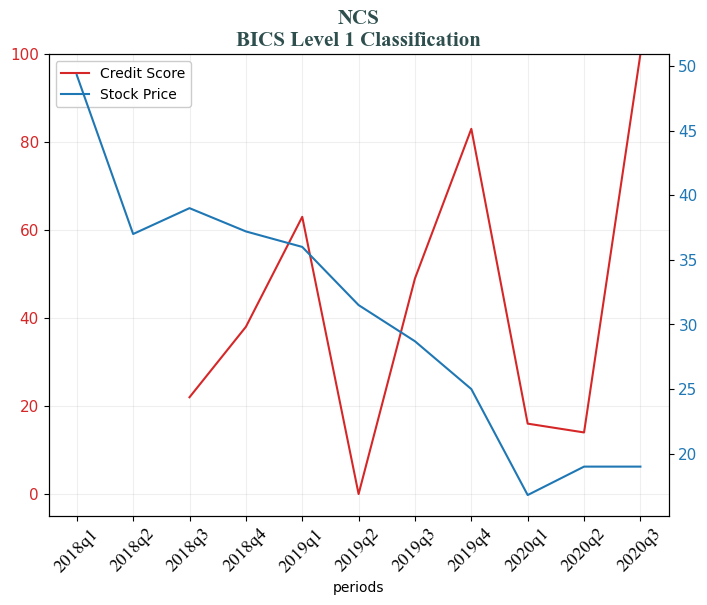 NCS
BICS Level 1 Classification
Credit Score
Stock Price
100
80
60
40
20
0
50
45
40
35
30
25
20
2018q1
2018q2
2018q3
2018q4
2019q1
2019q2
2019q3
2019q4
2020q1
2020q2
2020q3
periods